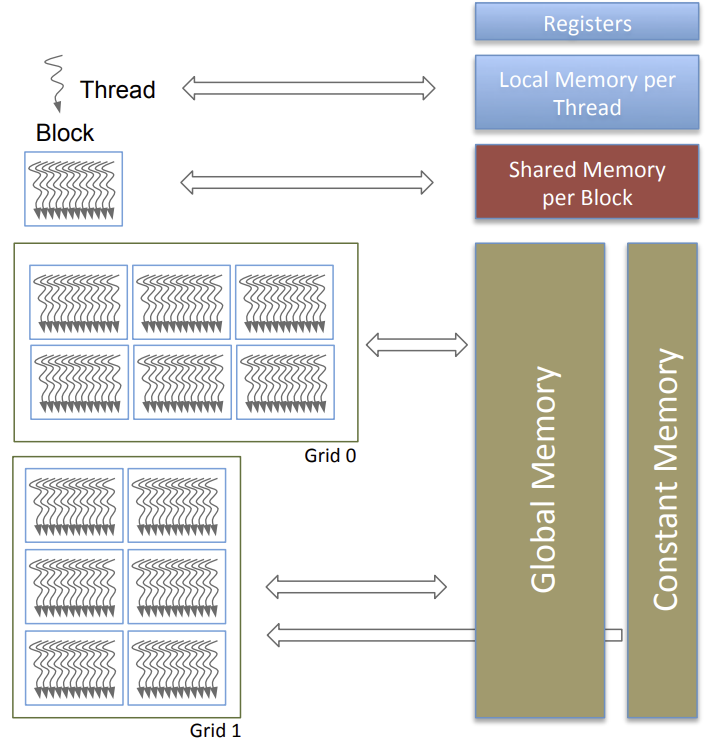 Registers
Thread
Local Memory per
Thread
Block
Shared Memory
per Block
Grid 0
Global Memory
Constant Memory
Grid 1